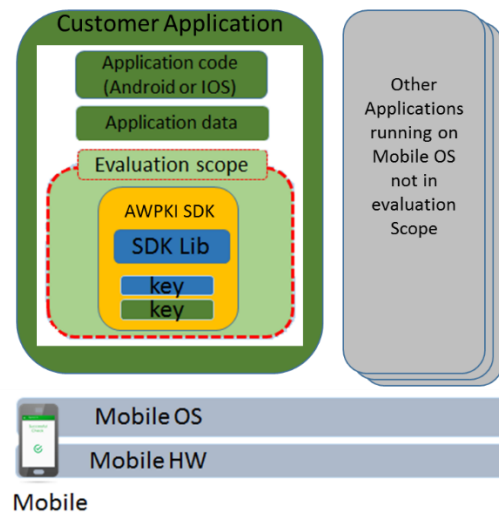 Customer Application
Application code
(Android or IOS)
Application data
Evaluation scope
AWPKI SDK
SDK Lib
key
key
Other
Applications
running on
Mobile OS
not in
evaluation
Scope
Mobile OS
Mobile HW
Mobile